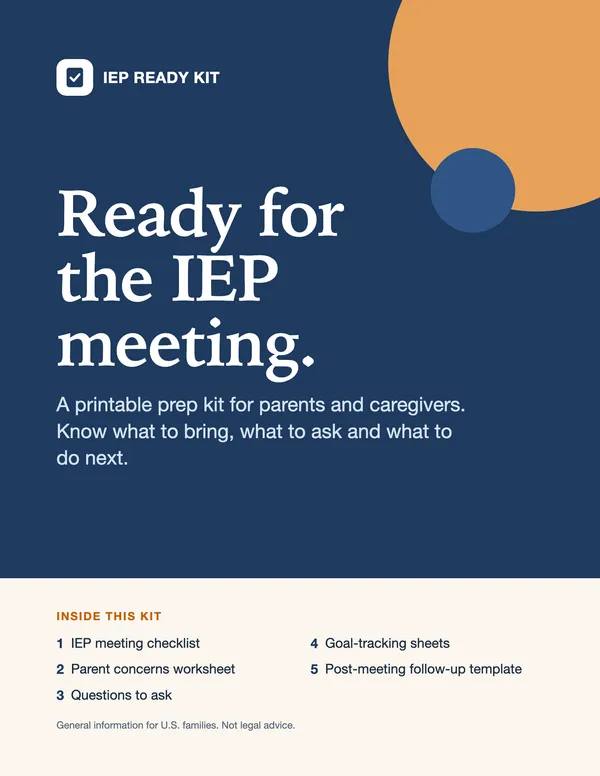 IEP READY KIT
Ready for
the IEP
meeting.
A printable prep kit for parents and caregivers.
Know what to bring, what to ask and what to
do next.
INSIDE THIS KIT
1 IEP meeting checklist
2 Parent concerns worksheet
3 Questions to ask
4 Goal-tracking sheets
5 Post-meeting follow-up template
General information for U.S. families. Not legal advice.